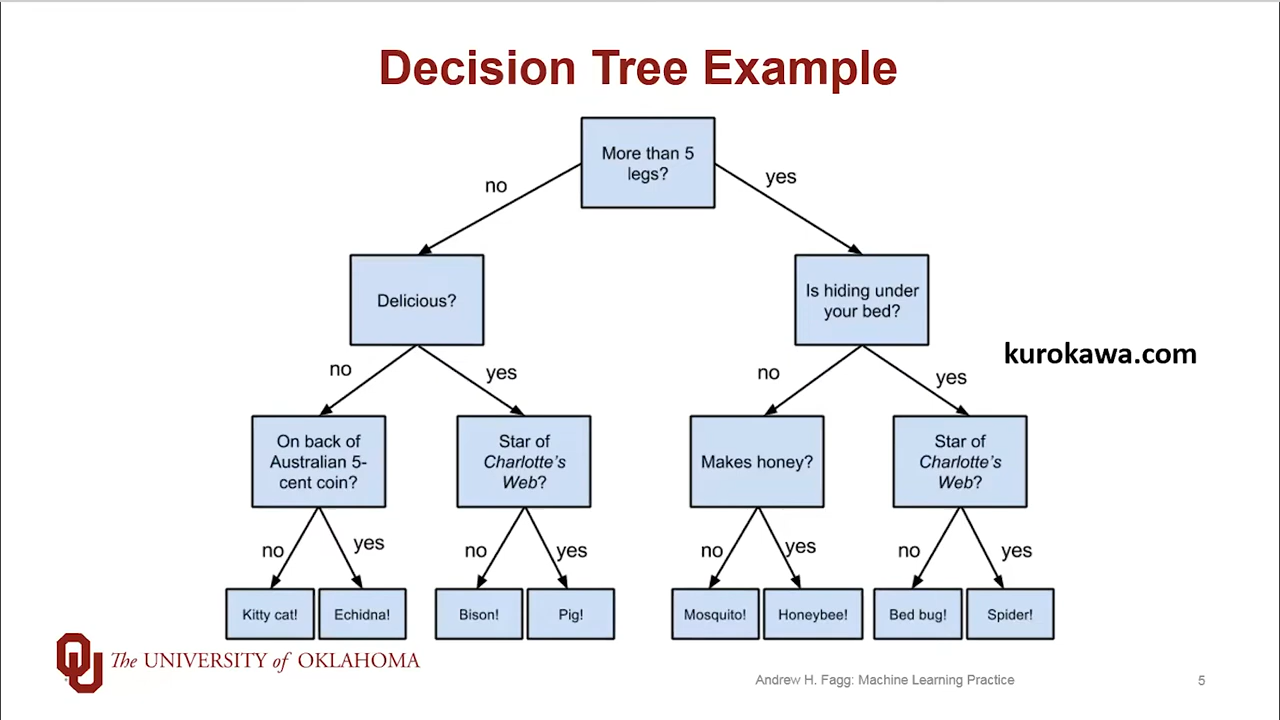 Decision Tree Example
More than 5
legs?
no
yes
Delicious?
Is hiding under
your bed?
kurokawa.com
no
yes
no
yes
On back of
Australian 5-
cent coin?
Star of
Charlotte's
Web?
Makes honey?
Star of
Charlotte's
Web?
no
yes
no
yes
no
yes
no
yes
Kitty cat!
Echidna!
Bison!
Pig!
Mosquito!
Honeybee!
Bed bug!
Spider!
The UNIVERSITY of OKLAHOMA
Andrew H. Fagg: Machine Learning Practice
5